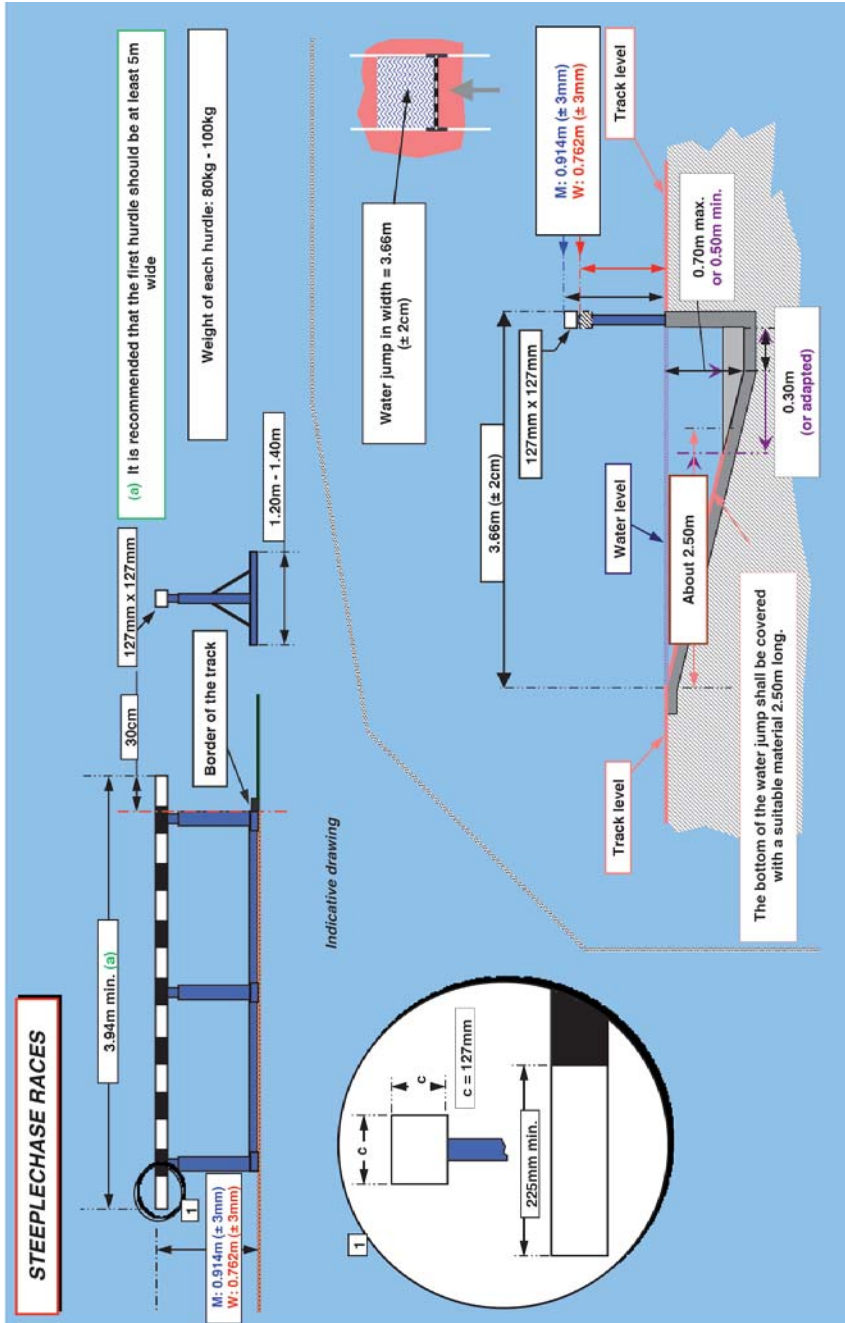 STEEPLECHASE RACES
3.94m min. (a)
30cm
127mm x 127mm
(a) It is recommended that the first hurdle should be at least 5m
wide
Weight of each hurdle: 80kg - 100kg
1
M: 0.914m (± 3mm)
W: 0.762m (± 3mm)
Border of the track
1.20m - 1.40m
Indicative drawing
1
c
c
c = 127mm
225mm min.
Water jump in width = 3.66m
(± 2cm)
M: 0.914m (± 3mm)
W: 0.762m (± 3mm)
3.66m (± 2cm)
127mm x 127mm
Track level
Water level
Track level
About 2.50m
0.70m max.
or 0.50m min.
0.30m
(or adapted)
The bottom of the water jump shall be covered
with a suitable material 2.50m long.